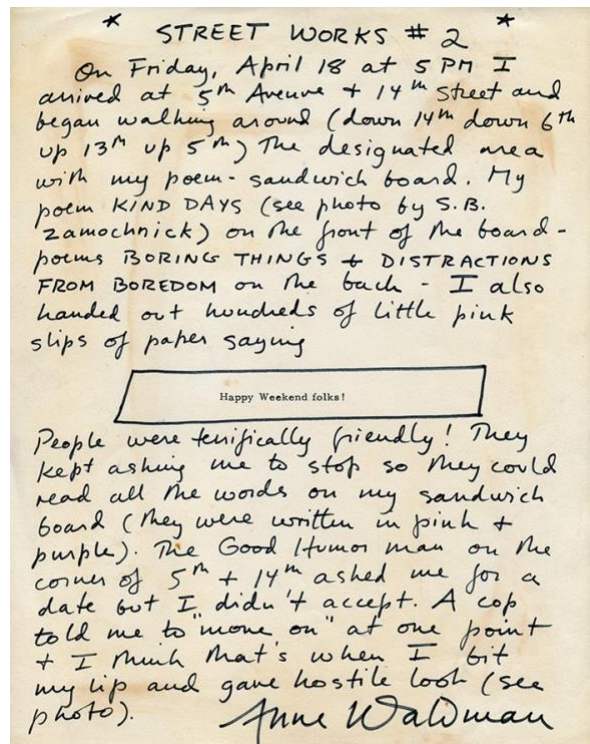 * STREET WORKS # 2 *
On Friday, April 18 at 5 PM I
arrived at 5th Avenue + 14th Street and
began walking around (down 14th down 6th
up 13th up 5th) The designated area
with my poem-sandwich board. My
poem KIND DAYS (see photo by S.B.
Zamochnick) on the front of the board -
poems BORING THINGS + DISTRACTIONS
FROM BOREDOM on the back - I also
handed out hundreds of little pink
slips of paper saying
Happy Weekend folks!
People were terrifically friendly! They
kept asking me to stop so they could
read all the words on my sandwich
board (they were written in pink +
purple). The Good Humor man on the
corner of 5th + 14th asked me for a
date but I didn't accept. A cop
told me to "move on" at one point
+ I think that's when I bit
my lip and gave hostile look (see
photo). Anne Waldman